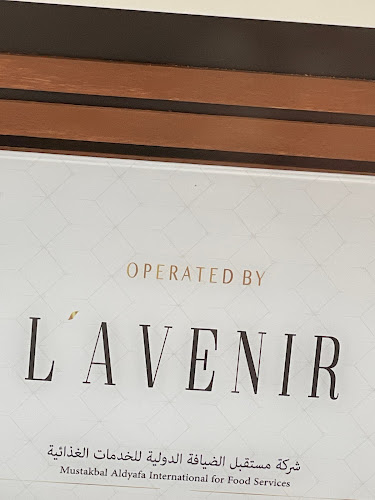 OPERATED BY
L'AVENIR
شركة مستقبل الضيافة الدولية للخدمات الغذائية
Mustakbal Aldyafa International for Food Services